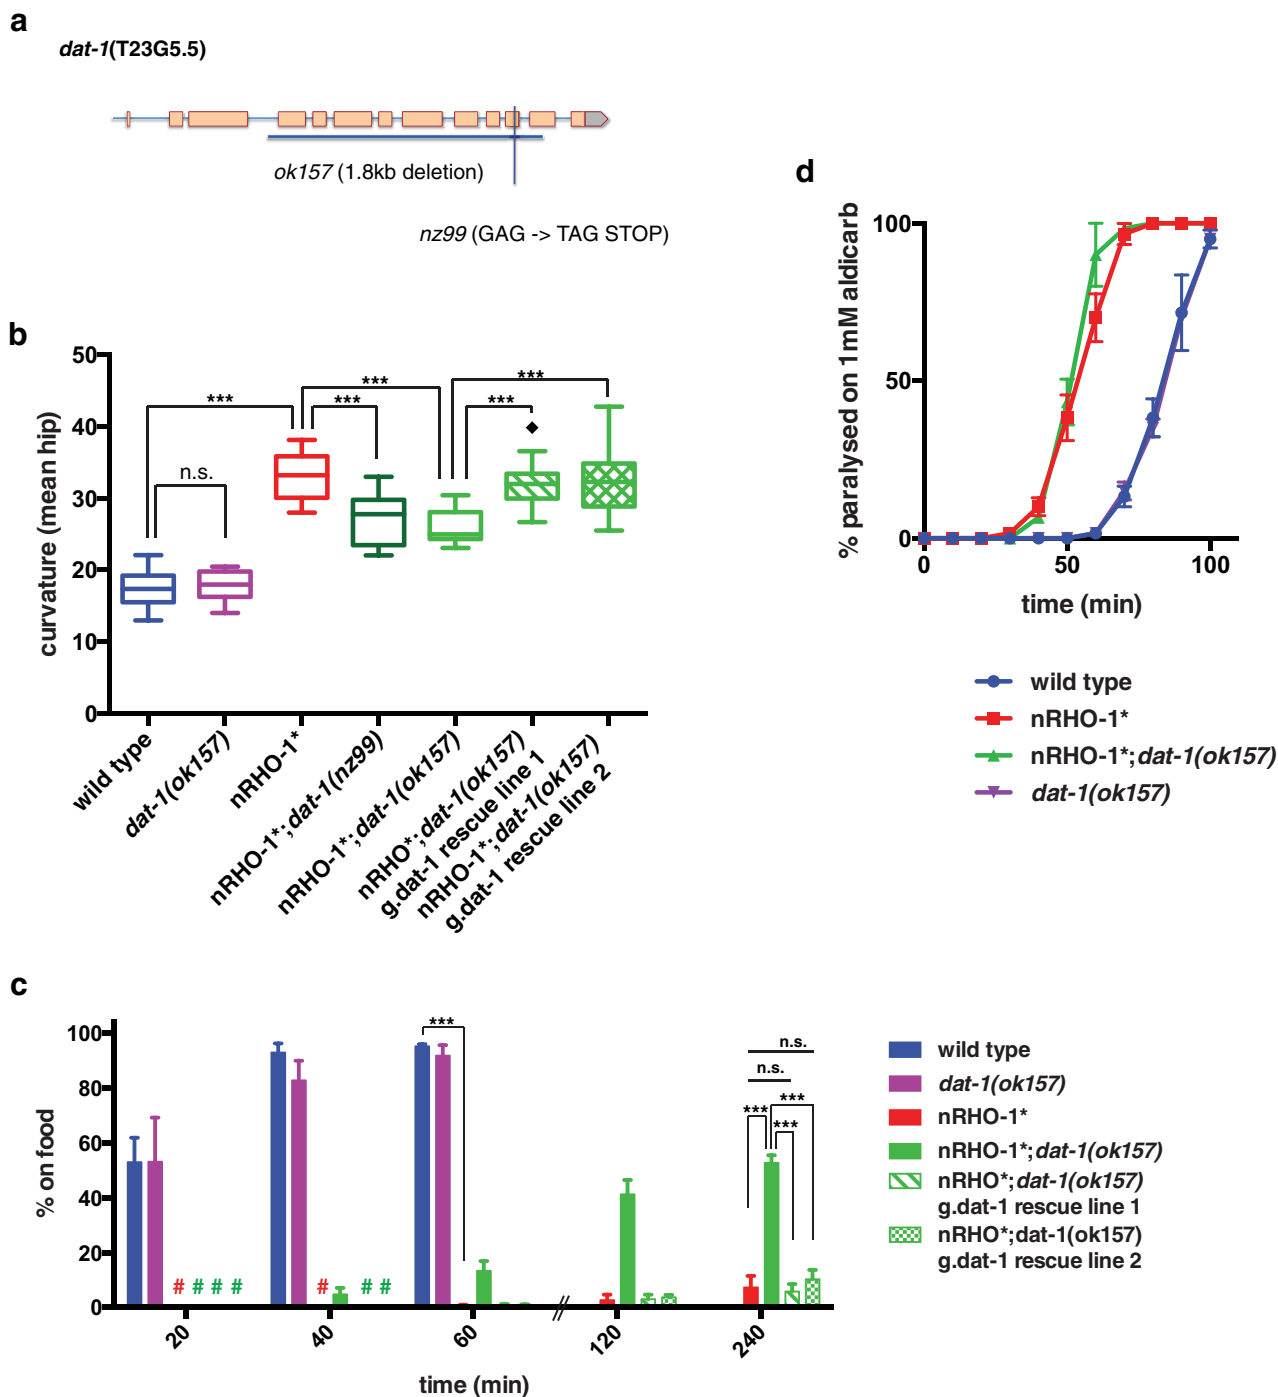 a
dat-1(T23G5.5)
ok157 (1.8kb deletion)
nz99 (GAG -> TAG STOP)
b
curvature (mean hip)
50
40
30
20
10
0
***
n.s.
***
***
***
***
wild type
dat-1(ok157)
nRHO-1*
nRHO-1*;dat-1(nz99)
nRHO-1*;dat-1(ok157)
nRHO*;dat-1(ok157)
g.dat-1 rescue line 1
nRHO-1*;dat-1(ok157)
g.dat-1 rescue line 2
d
% paralysed on 1mM aldicarb
100
50
0
0
50
100
time (min)
wild type
nRHO-1*
nRHO-1*;dat-1(ok157)
dat-1(ok157)
c
% on food
100
80
60
40
20
0
# # # #
# # #
***
n.s.
n.s.
***
***
***
//
20
40
60
120
240
time (min)
wild type
dat-1(ok157)
nRHO-1*
nRHO-1*;dat-1(ok157)
nRHO*;dat-1(ok157)
g.dat-1 rescue line 1
nRHO*;dat-1(ok157)
g.dat-1 rescue line 2